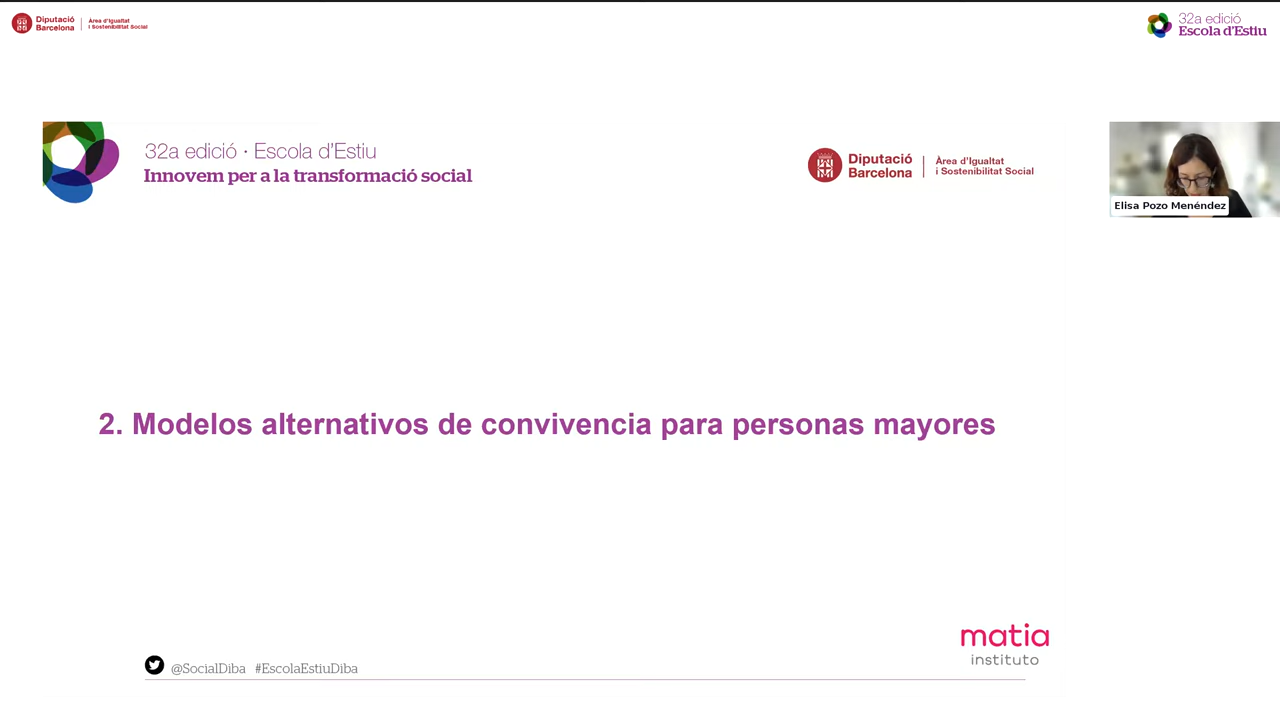 Diputació
Barcelona
Àrea d'Igualtat
i Sostenibilitat Social
32a edició
Escola d'Estiu
32a edició · Escola d'Estiu
Innovem per a la transformació social
Diputació
Barcelona
Àrea d'Igualtat
i Sostenibilitat Social
Elisa Pozo Menéndez
2. Modelos alternativos de convivencia para personas mayores
matia
instituto
@SocialDiba #EscolaEstiuDiba